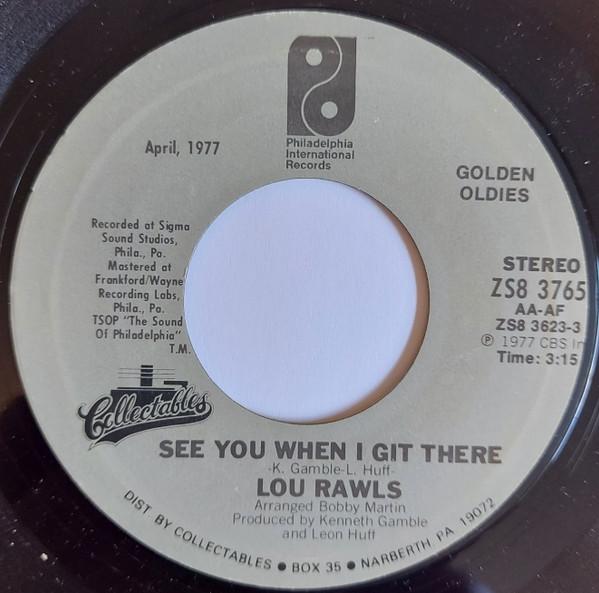 Philadelphia
International
Records
April, 1977
GOLDEN
OLDIES
Recorded at Sigma
Sound Studios,
Phila., Pa.
Mastered at
Frankford/Wayne
Recording Labs,
Phila., Pa.
TSOP "The Sound
Of Philadelphia"
T.M.
STEREO
ZS8 3765
AA-AF
ZS8 3623-3
Ⓟ 1977 CBS In
Time: 3:15
Collectables
SEE YOU WHEN I GIT THERE
-K. Gamble-L. Huff-
LOU RAWLS
Arranged Bobby Martin
Produced by Kenneth Gamble
and Leon Huff
DIST. BY COLLECTABLES • BOX 35 • NARBERTH PA 19072